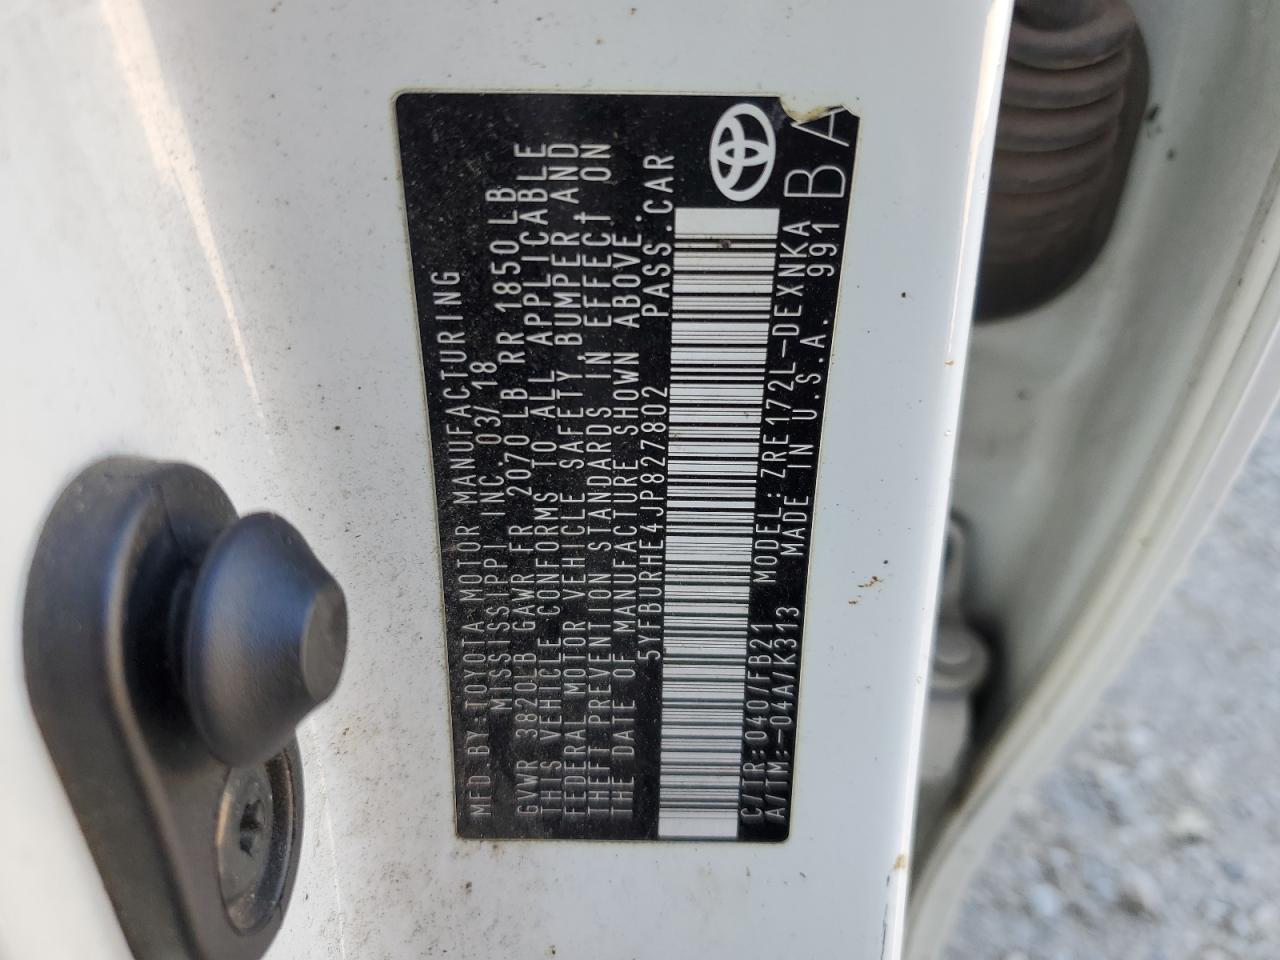 MFD BY:TOYOTA MOTOR MANUFACTURING
MISSISSIPPI INC. 03/18
GVWR 3820LB GAWR FR 2070LB RR 1850LB
THIS VEHICLE CONFORMS TO ALL APPLICABLE
FEDERAL MOTOR VEHICLE SAFETY, BUMPER AND
THEFT PREVENTION STANDARDS IN EFFECT ON
THE DATE OF MANUFACTURE SHOWN ABOVE.
5YFBURHE4JP827802 PASS.CAR
C/TR:040/FB21 MODEL:ZRE172L-DEXNKA
A/TM:-04A/K313 MADE IN U.S.A. 991
BA